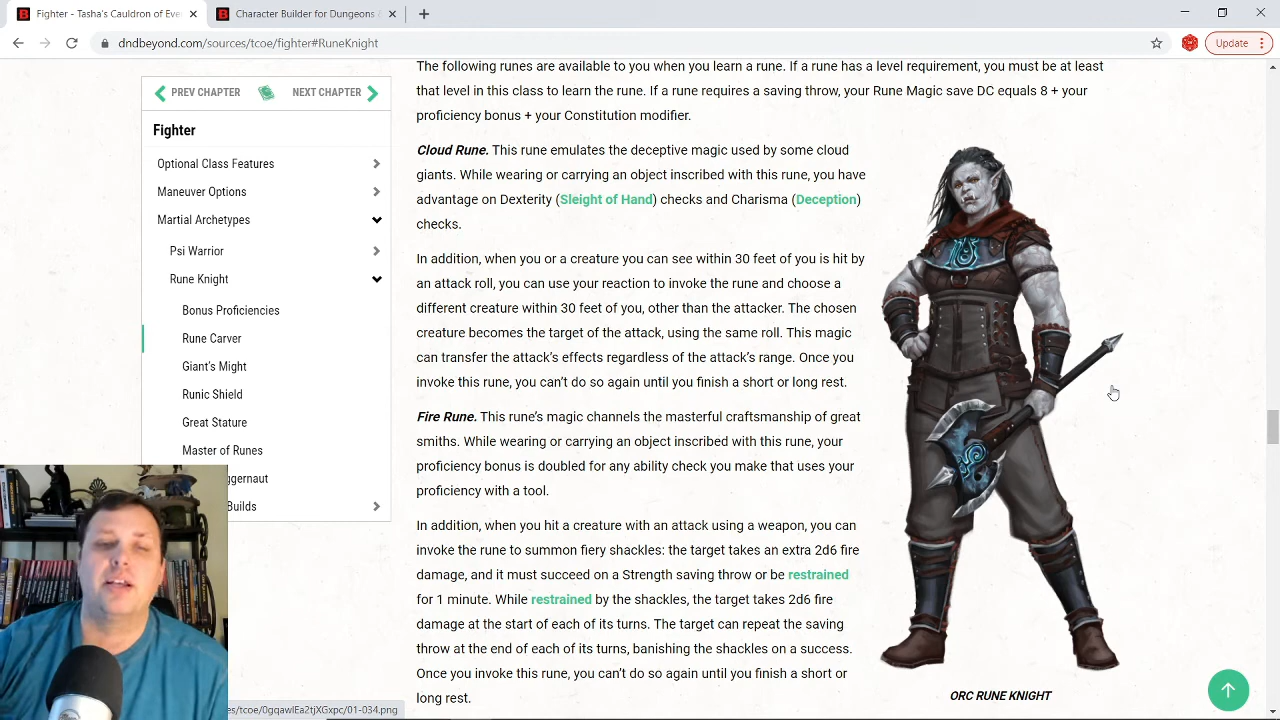 Fighter - Tasha's Cauldron of Eve
Character Builder for Dungeons &
dndbeyond.com/sources/tcoe/fighter#RuneKnight
Update
PREV CHAPTER
NEXT CHAPTER
Fighter
Optional Class Features
Maneuver Options
Martial Archetypes
Psi Warrior
Rune Knight
Bonus Proficiencies
Rune Carver
Giant's Might
Runic Shield
Great Stature
Master of Runes
ggernaut
Builds
The following runes are available to you when you learn a rune. If a rune has a level requirement, you must be at least
that level in this class to learn the rune. If a rune requires a saving throw, your Rune Magic save DC equals 8 + your
proficiency bonus + your Constitution modifier.
Cloud Rune. This rune emulates the deceptive magic used by some cloud
giants. While wearing or carrying an object inscribed with this rune, you have
advantage on Dexterity (Sleight of Hand) checks and Charisma (Deception)
checks.
In addition, when you or a creature you can see within 30 feet of you is hit by
an attack roll, you can use your reaction to invoke the rune and choose a
different creature within 30 feet of you, other than the attacker. The chosen
creature becomes the target of the attack, using the same roll. This magic
can transfer the attack's effects regardless of the attack's range. Once you
invoke this rune, you can't do so again until you finish a short or long rest.
Fire Rune. This rune's magic channels the masterful craftsmanship of great
smiths. While wearing or carrying an object inscribed with this rune, your
proficiency bonus is doubled for any ability check you make that uses your
proficiency with a tool.
In addition, when you hit a creature with an attack using a weapon, you can
invoke the rune to summon fiery shackles: the target takes an extra 2d6 fire
damage, and it must succeed on a Strength saving throw or be restrained
for 1 minute. While restrained by the shackles, the target takes 2d6 fire
damage at the start of each of its turns. The target can repeat the saving
throw at the end of each of its turns, banishing the shackles on a success.
Once you invoke this rune, you can't do so again until you finish a short or
long rest.
ORC RUNE KNIGHT
es/tcoe/0gqawlEa2tjXGxpc/01-034.png